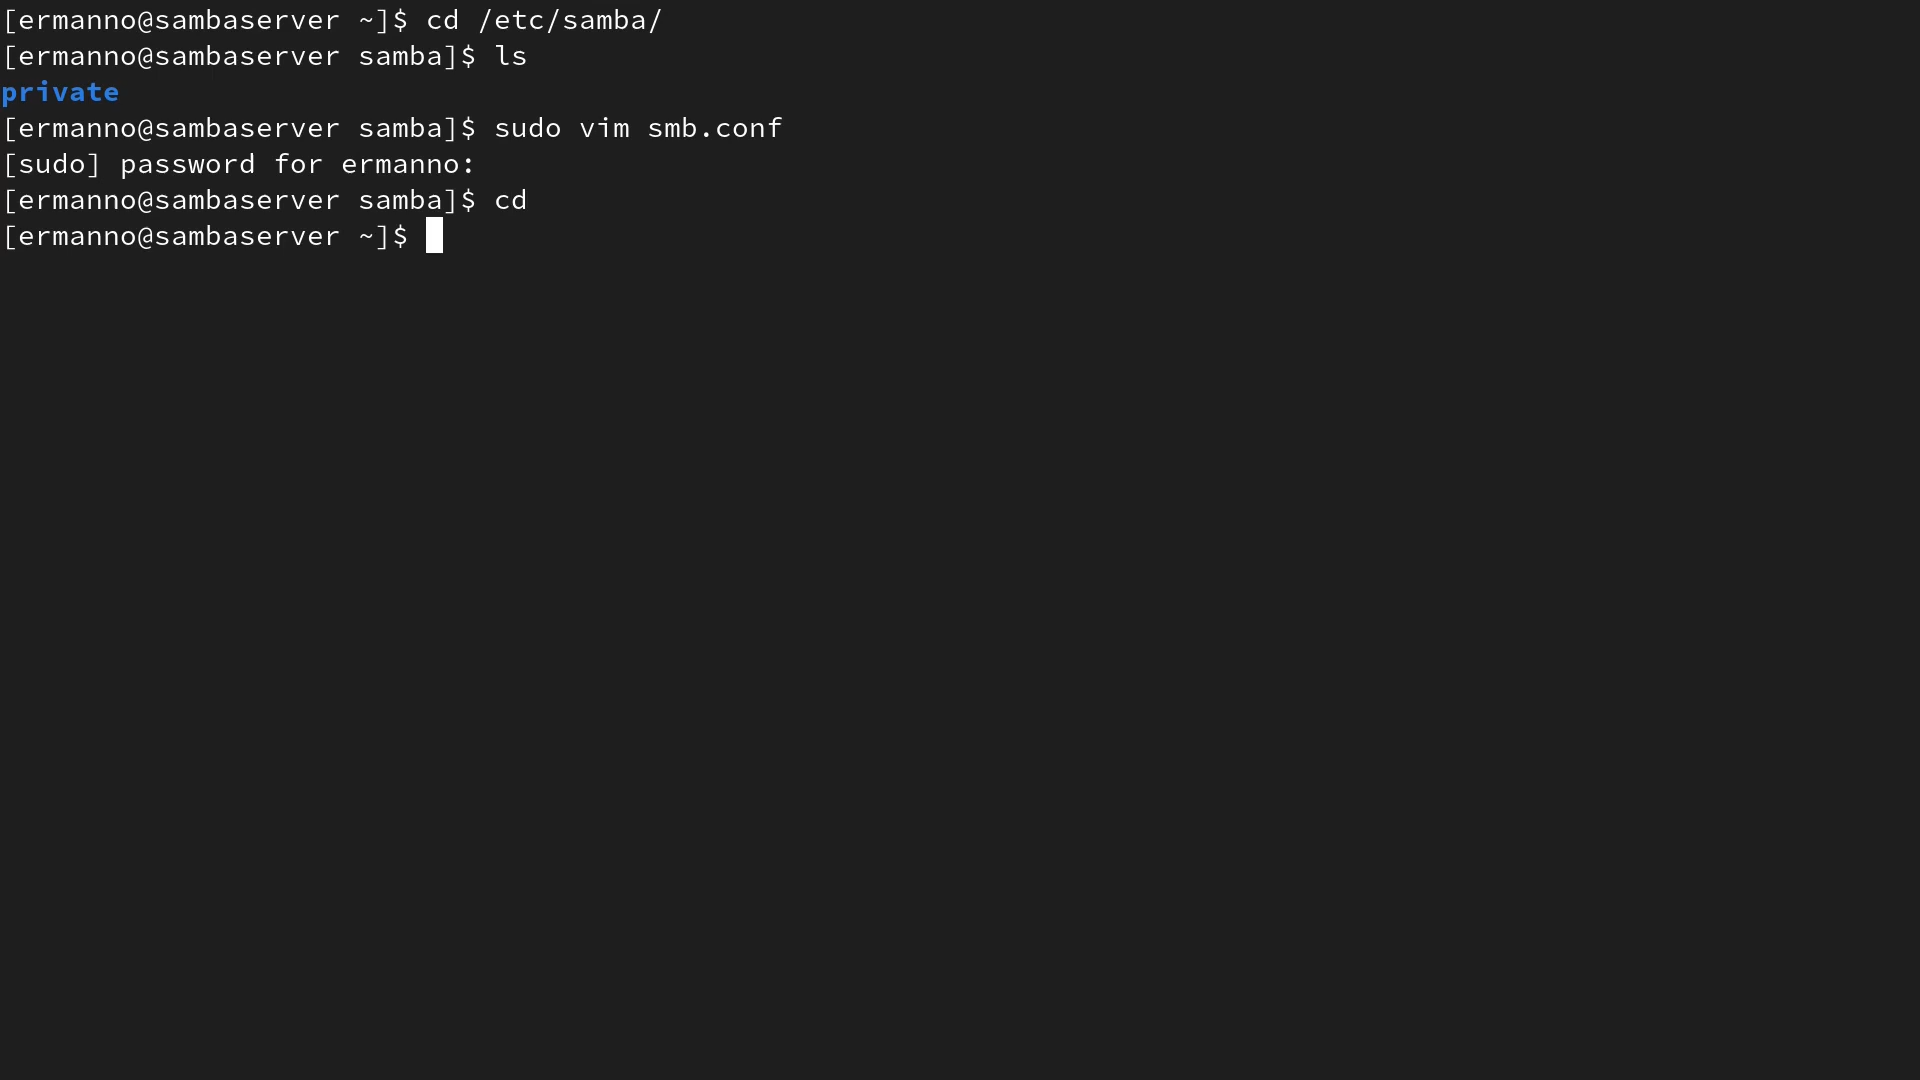 [ermanno@sambaserver ~]$ cd /etc/samba/
[ermanno@sambaserver samba]$ ls
private
[ermanno@sambaserver samba]$ sudo vim smb.conf
[sudo] password for ermanno:
[ermanno@sambaserver samba]$ cd
[ermanno@sambaserver ~]$